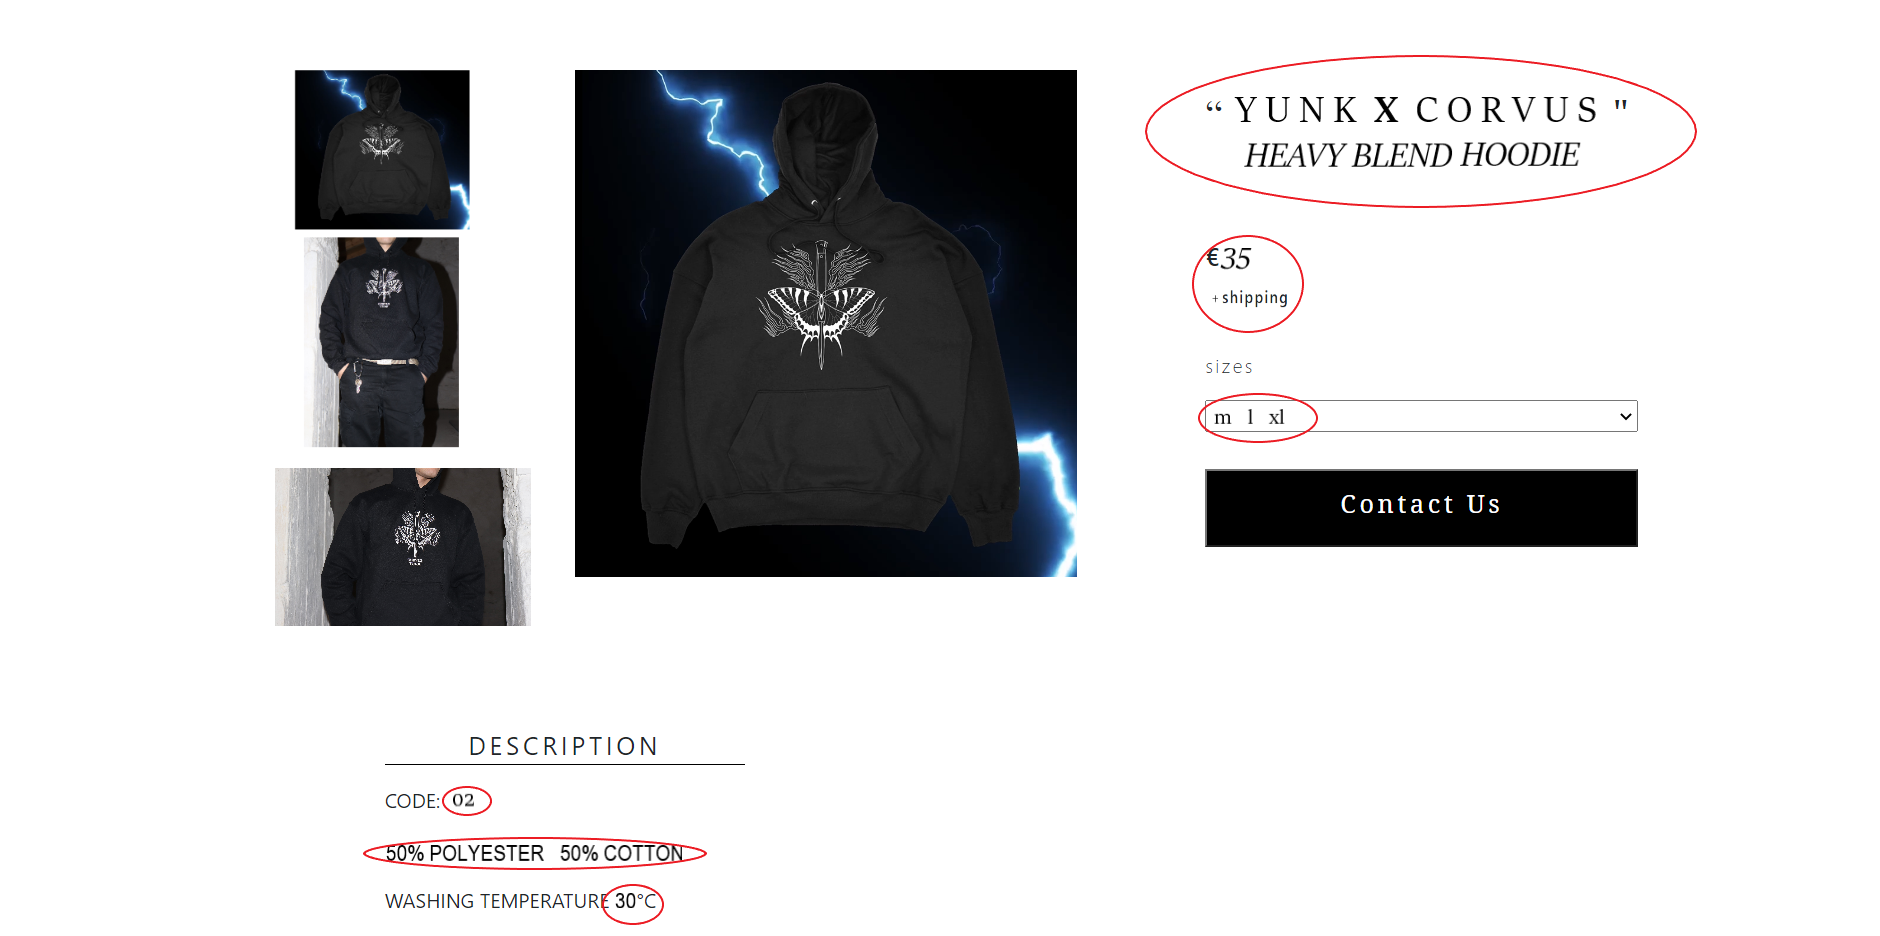 “ YUNK X CORVUS "
HEAVY BLEND HOODIE
€35
+shipping
sizes
m l xl
Contact Us
DESCRIPTION
CODE: 02
50% POLYESTER 50% COTTON
WASHING TEMPERATURE 30°C